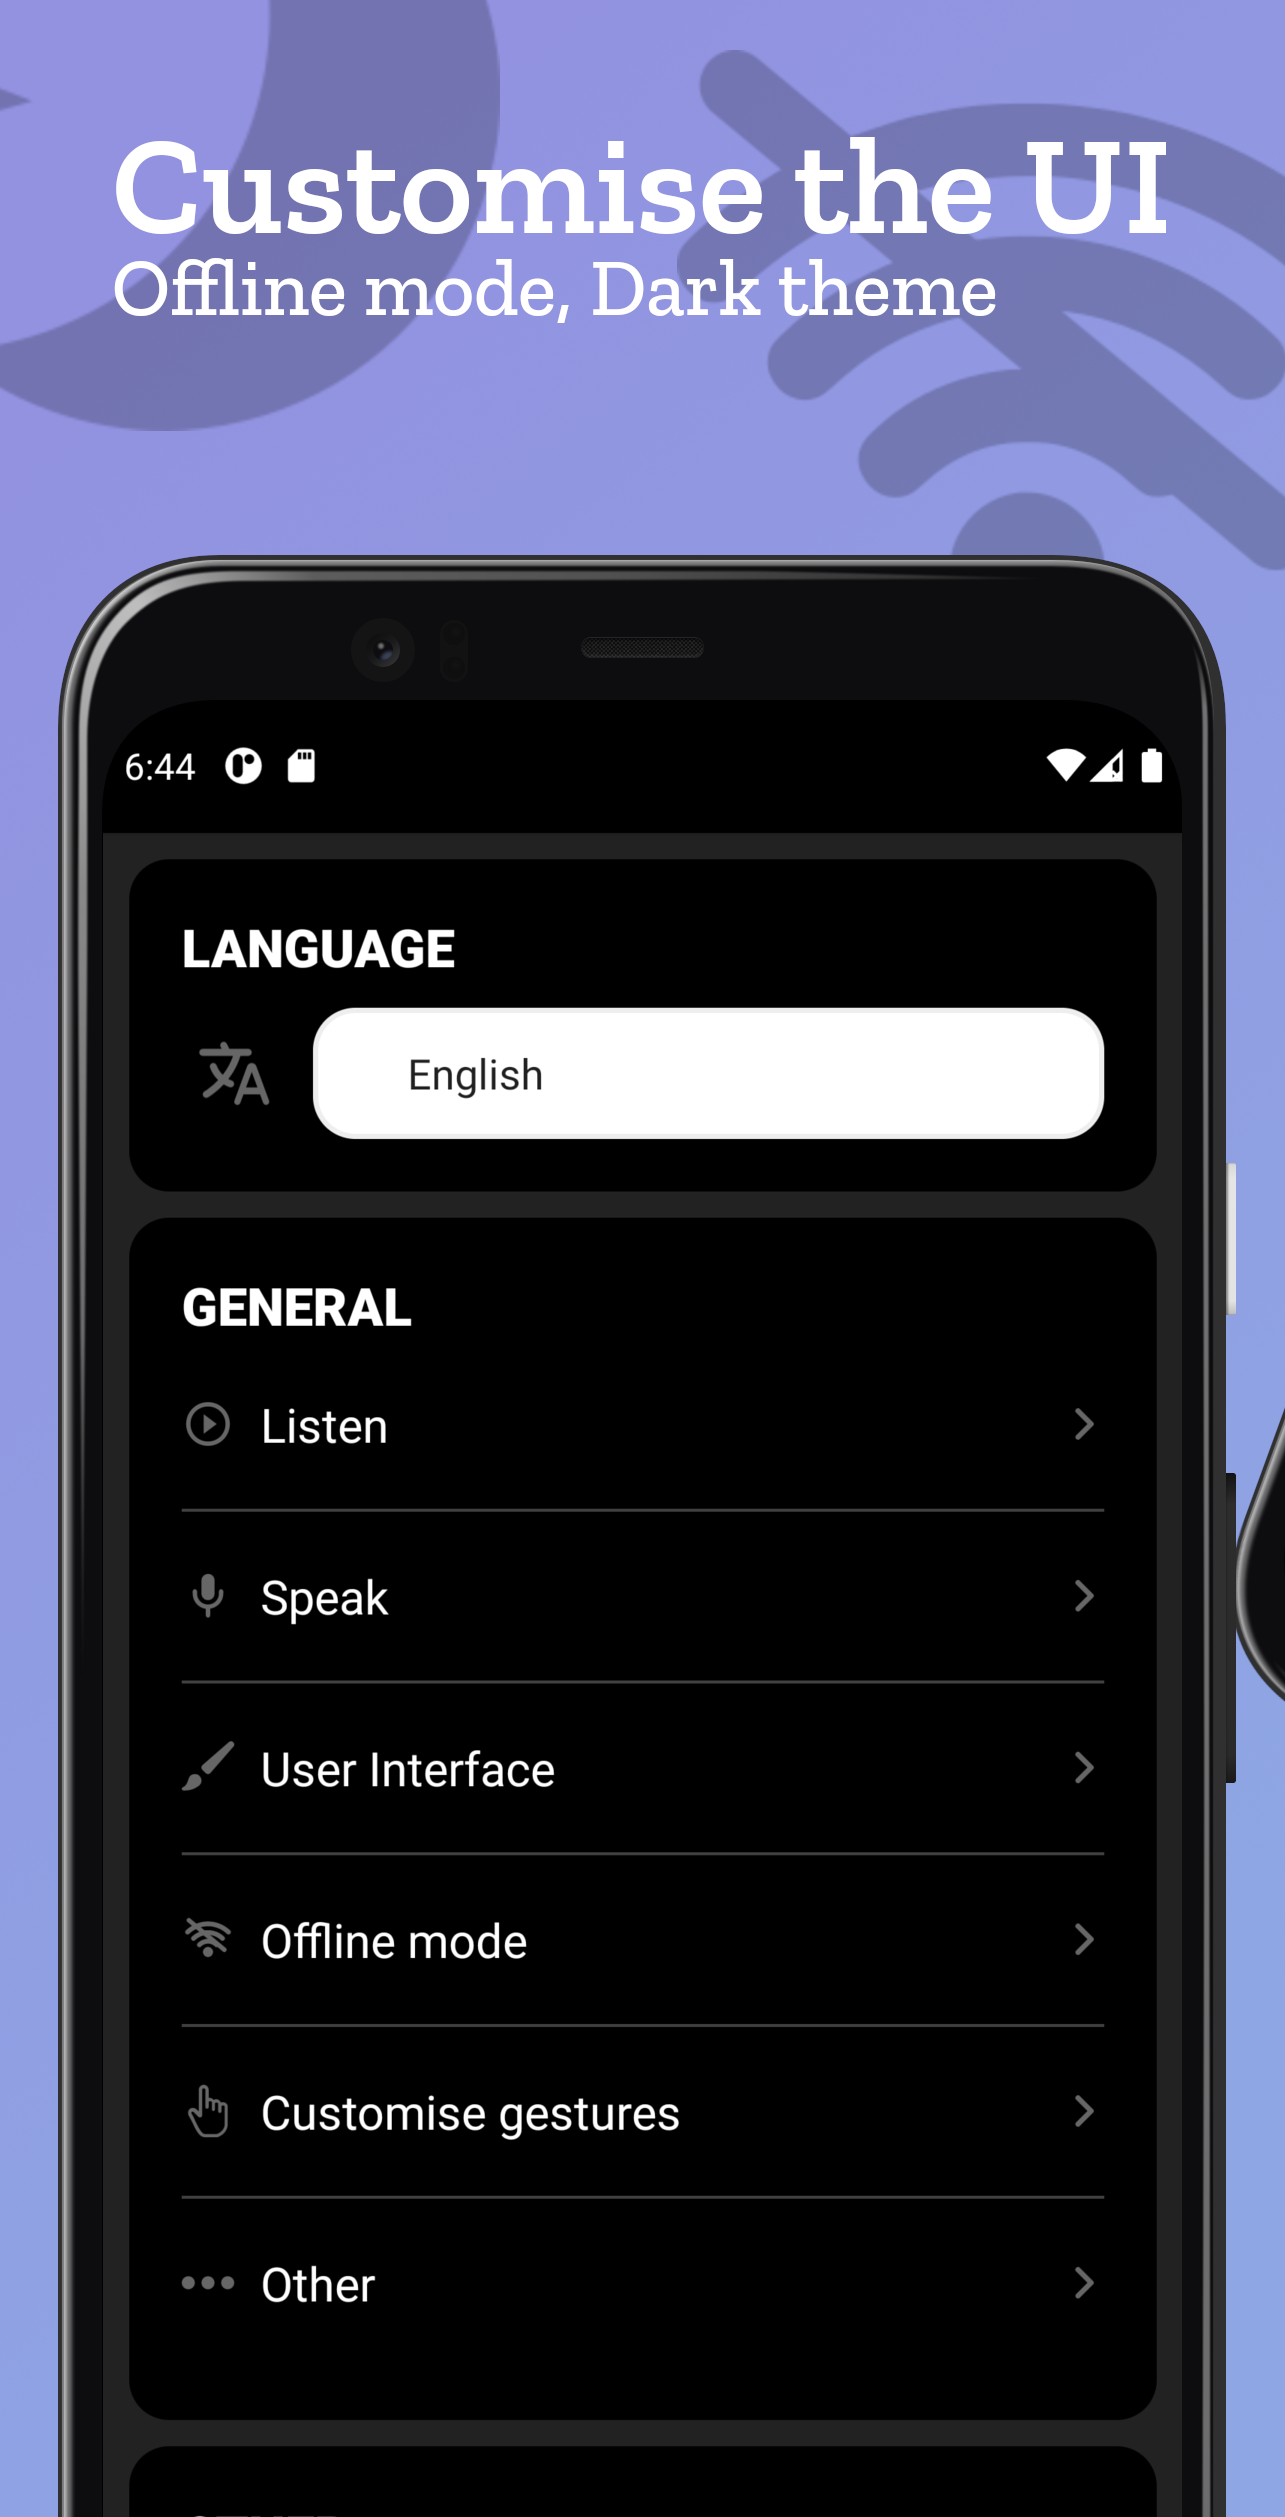 Customise the UI
Offline mode, Dark theme
6:44
LANGUAGE
English
GENERAL
Listen
Speak
User Interface
Offline mode
Customise gestures
Other